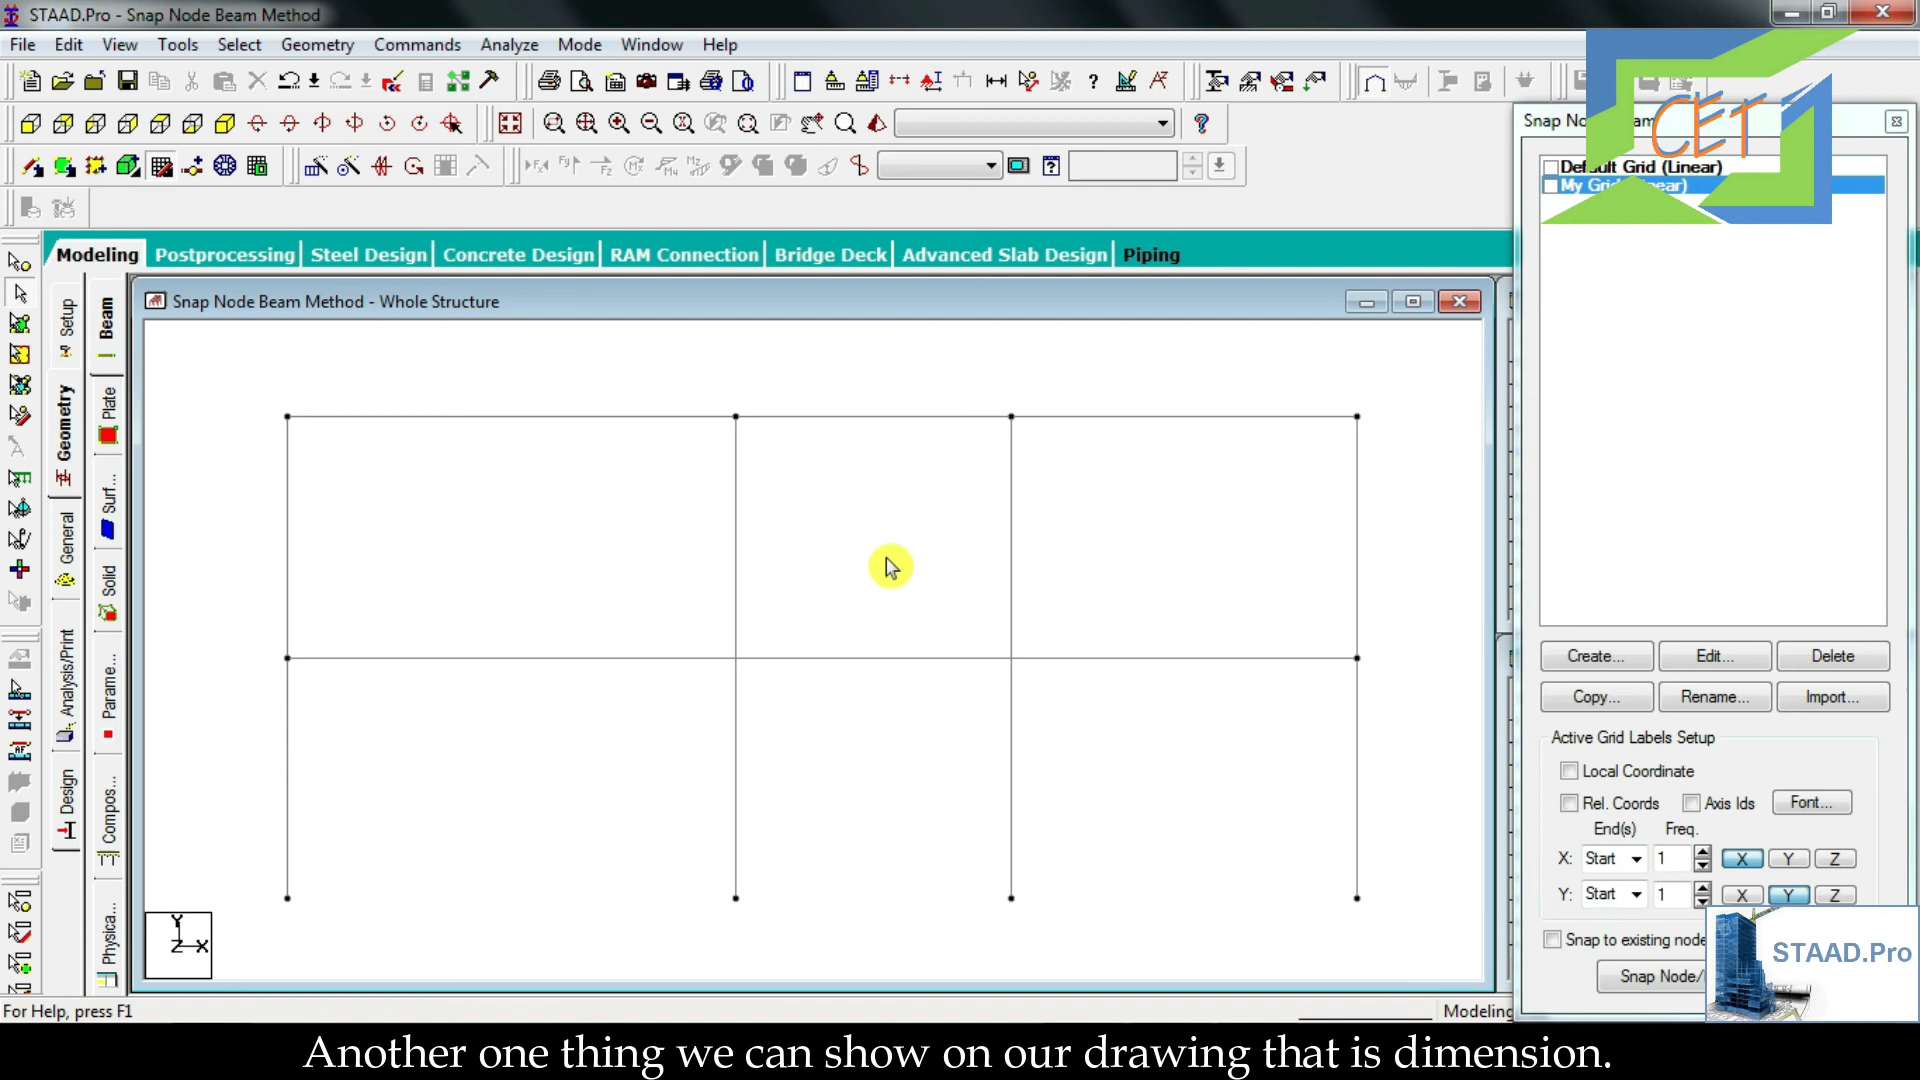 STAAD.Pro - Snap Node Beam Method
File Edit View Tools Select Geometry Commands Analyze Mode Window Help
CET
Default Grid (Linear)
Modeling Postprocessing Steel Design Concrete Design RAM Connection Bridge Deck Advanced Slab Design Piping
Snap Node Beam Method - Whole Structure
Setup
Geometry
General
Analysis/Print
Design
Beam
Plate
Surf...
Solid
Parame...
Compos...
Physica...
Y
Z X
Create... Edit... Delete
Copy... Rename... Import...
Active Grid Labels Setup
Local Coordinate
Rel. Coords Axis Ids Font...
End(s) Freq.
X: Start 1 X Y Z
Y: Start 1 X Y Z
Snap to existing node
Snap Node/
STAAD.Pro
For Help, press F1
Modeling
Another one thing we can show on our drawing that is dimension.